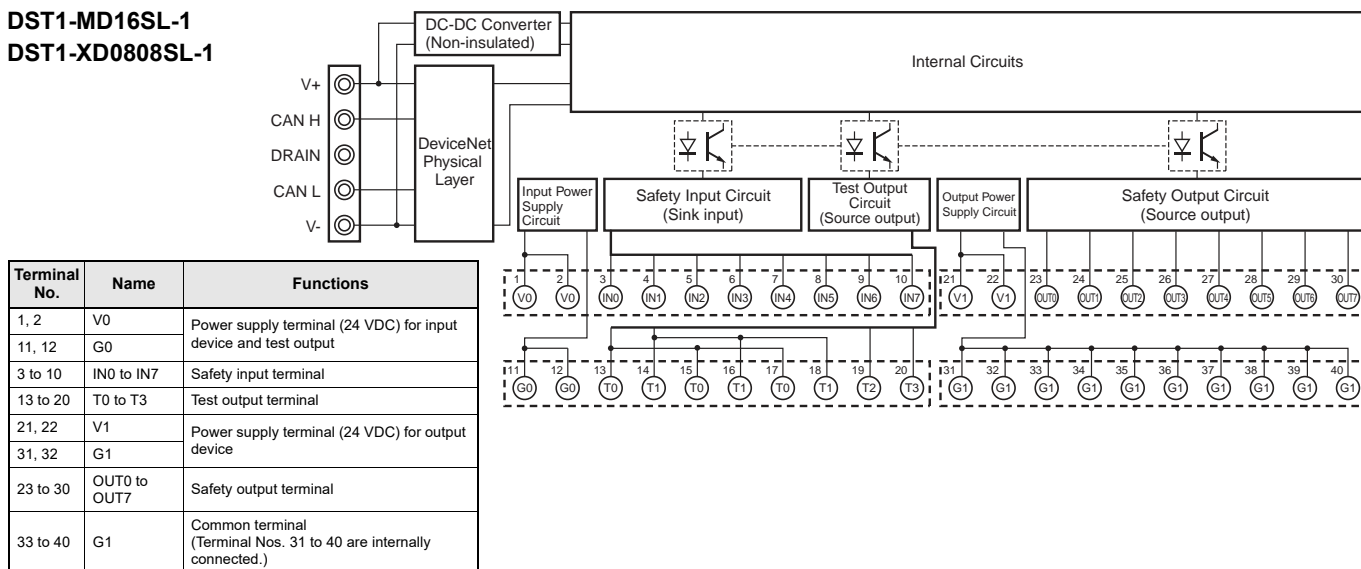 DST1-MD16SL-1
DST1-XD0808SL-1
DC-DC Converter
(Non-insulated)
Internal Circuits
V+
CAN H
DRAIN
CAN L
V-
DeviceNet
Physical
Layer
Input Power
Supply
Circuit
Safety Input Circuit
(Sink input)
Test Output
Circuit
(Source output)
Output Power
Supply Circuit
Safety Output Circuit
(Source output)
1 2 3 4 5 6 7 8 9 10 21 22 23 24 25 26 27 28 29 30
V0 V0 IN0 IN1 IN2 IN3 IN4 IN5 IN6 IN7 V1 V1 OUT0 OUT1 OUT2 OUT3 OUT4 OUT5 OUT6 OUT7
11 12 13 14 15 16 17 18 19 20 31 32 33 34 35 36 37 38 39 40
G0 G0 T0 T1 T0 T1 T0 T1 T2 T3 G1 G1 G1 G1 G1 G1 G1 G1 G1 G1
Terminal
No.
Name
Functions
1, 2 V0
11, 12 G0
Power supply terminal (24 VDC) for input
device and test output
3 to 10 IN0 to IN7 Safety input terminal
13 to 20 T0 to T3 Test output terminal
21, 22 V1
31, 32 G1
Power supply terminal (24 VDC) for output
device
23 to 30 OUT0 to
OUT7
Safety output terminal
33 to 40 G1
Common terminal
(Terminal Nos. 31 to 40 are internally
connected.)